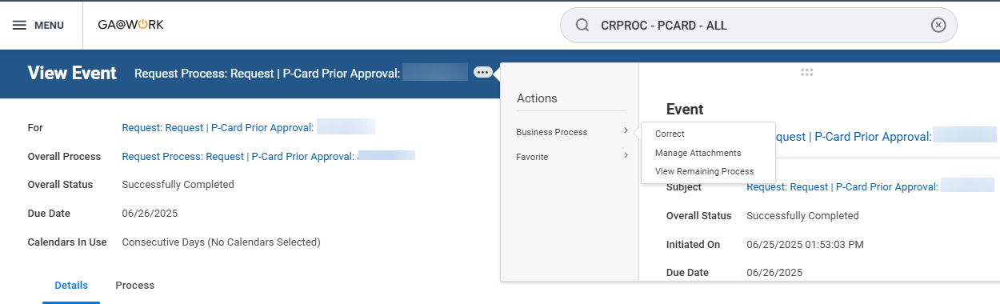 MENU
GA@WORK
CRPROC - PCARD - ALL
View Event
Request Process: Request | P-Card Prior Approval:
For
Request: Request | P-Card Prior Approval:
Overall Process
Request Process: Request | P-Card Prior Approval:
Overall Status
Successfully Completed
Due Date
06/26/2025
Calendars In Use
Consecutive Days (No Calendars Selected)
Details
Process
Actions
Business Process
Favorite
Correct
Manage Attachments
View Remaining Process
Event
quest | P-Card Prior Approval:
Subject
Request: Request | P-Card Prior Approval:
Overall Status
Successfully Completed
Initiated On
06/25/2025 01:53:03 PM
Due Date
06/26/2025